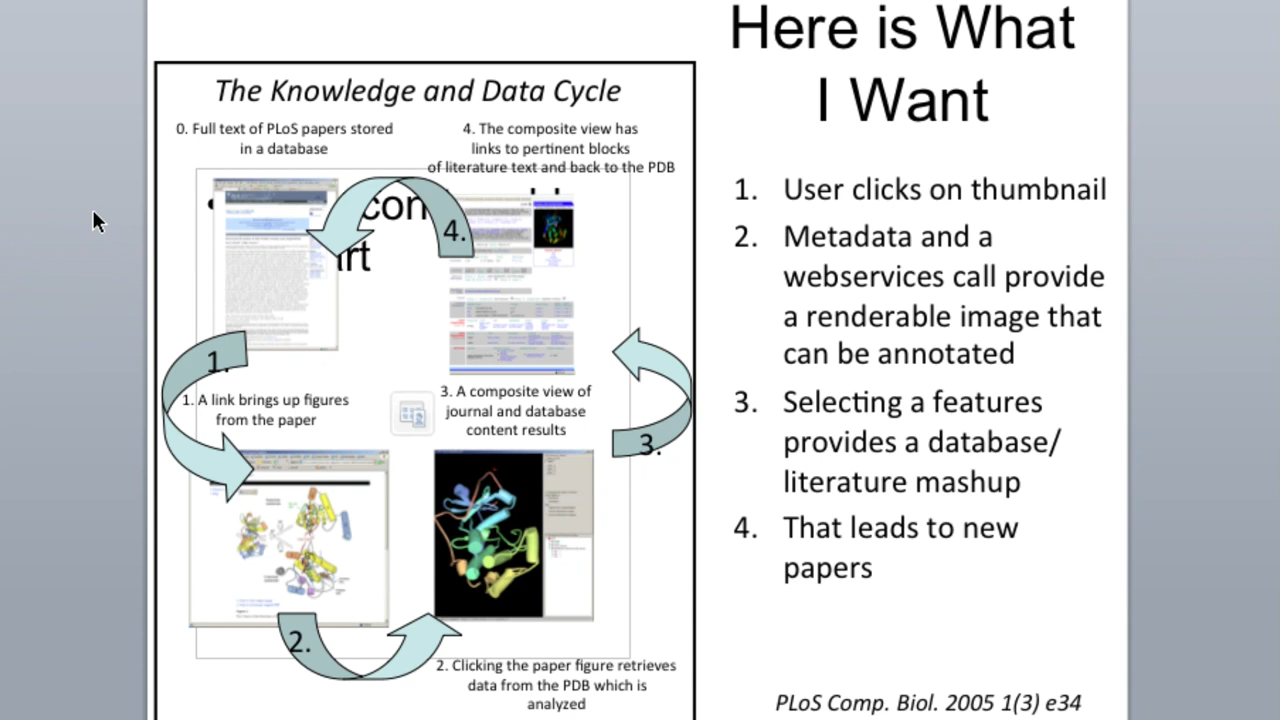 Here is What
I Want
The Knowledge and Data Cycle
0. Full text of PLoS papers stored
in a database
4. The composite view has
links to pertinent blocks
of literature text and back to the PDB
4.
1.
1. A link brings up figures
from the paper
3. A composite view of
journal and database
content results
3.
2.
2. Clicking the paper figure retrieves
data from the PDB which is
analyzed
1. User clicks on thumbnail
2. Metadata and a
webservices call provide
a renderable image that
can be annotated
3. Selecting a features
provides a database/
literature mashup
4. That leads to new
papers
PLoS Comp. Biol. 2005 1(3) e34